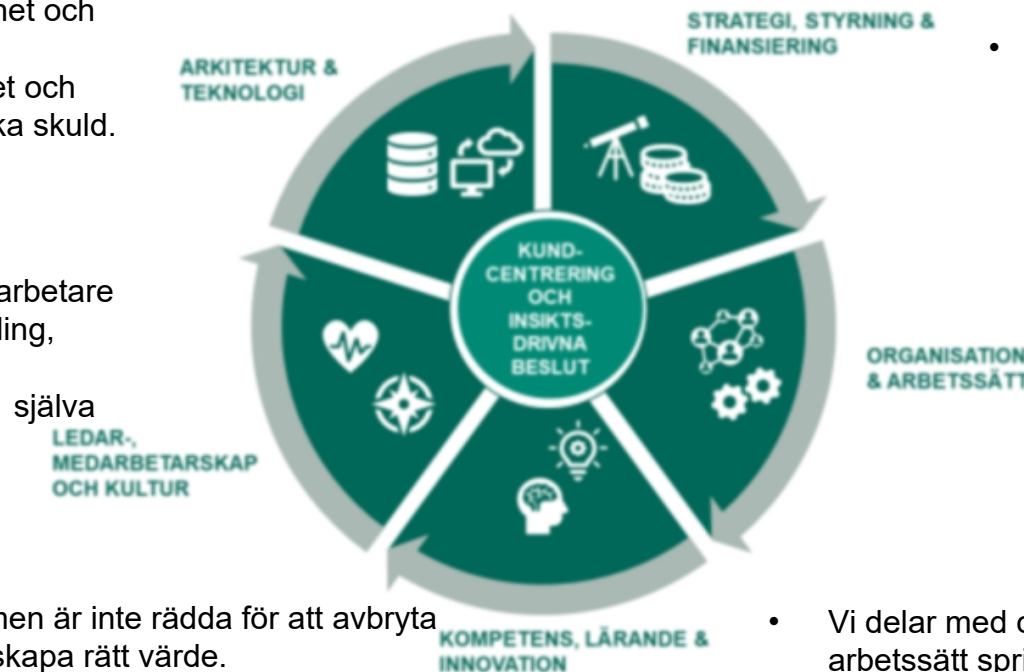 het och
STRATEGI, STYRNING &
FINANSIERING
•
ARKITEKTUR &
TEKNOLOGI
et och
ka skuld.
KUND-
CENTRERING
OCH
INSIKTS-
DRIVNA
BESLUT
arbetare
ling,
själva
ORGANISATION
& ARBETSSÄTT
LEDAR-,
MEDARBETARSKAP
OCH KULTUR
men är inte rädda för att avbryta
skapa rätt värde.
KOMPETENS, LÄRANDE &
INNOVATION
• Vi delar med
arbetssätt spri